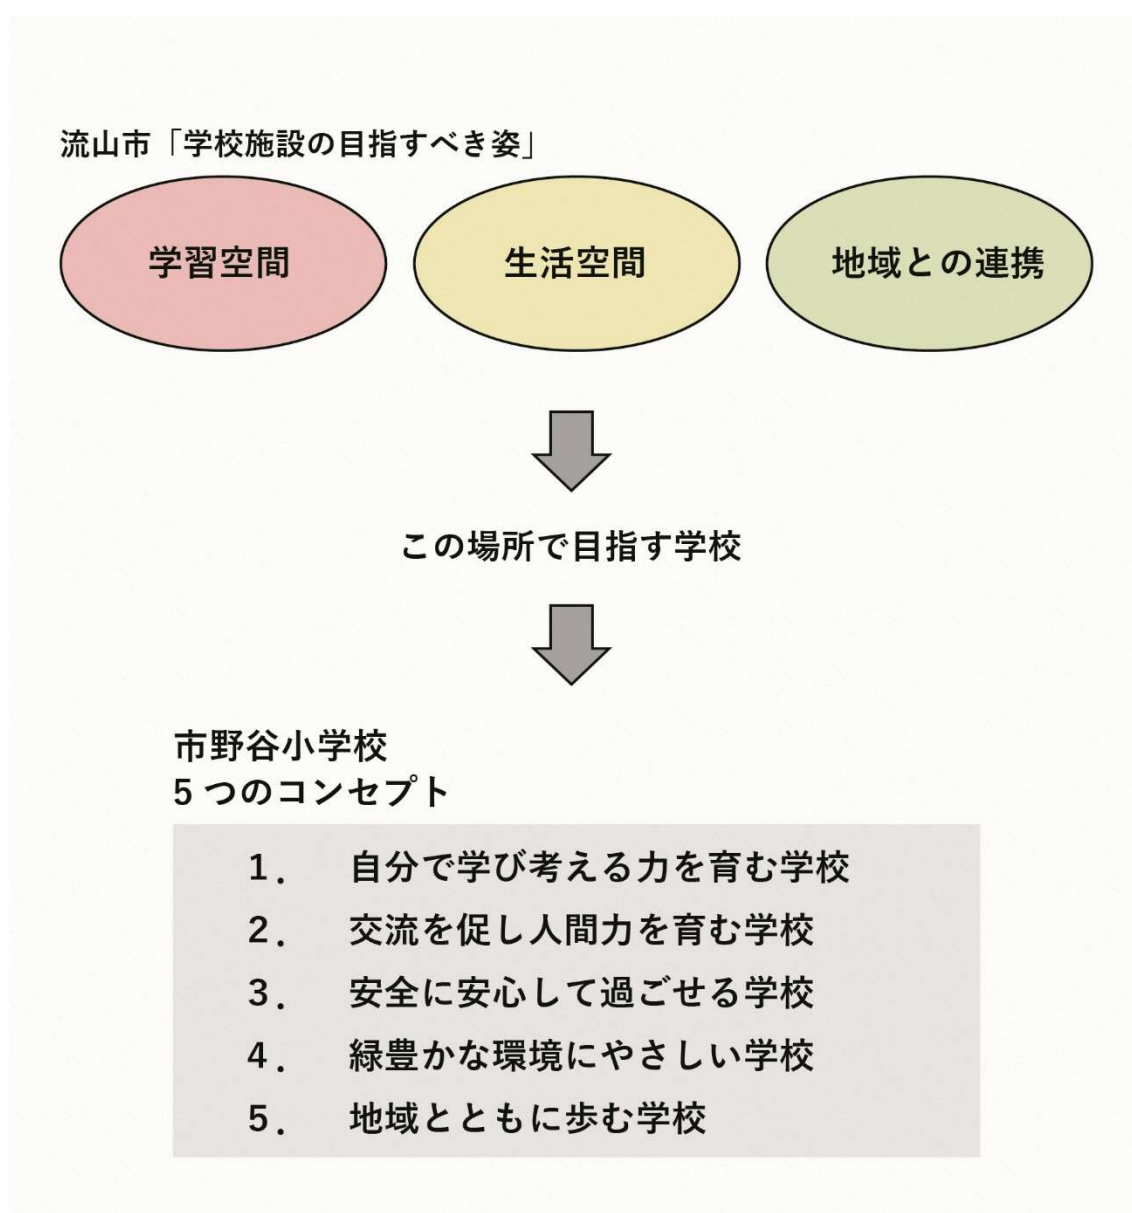 流山市「学校施設の目指すべき姿」
学習空間
生活空間
地域との連携
この場所で目指す学校
市野谷小学校
5つのコンセプト
1． 自分で学び考える力を育む学校
2． 交流を促し人間力を育む学校
3． 安全に安心して過ごせる学校
4． 緑豊かな環境にやさしい学校
5． 地域とともに歩む学校